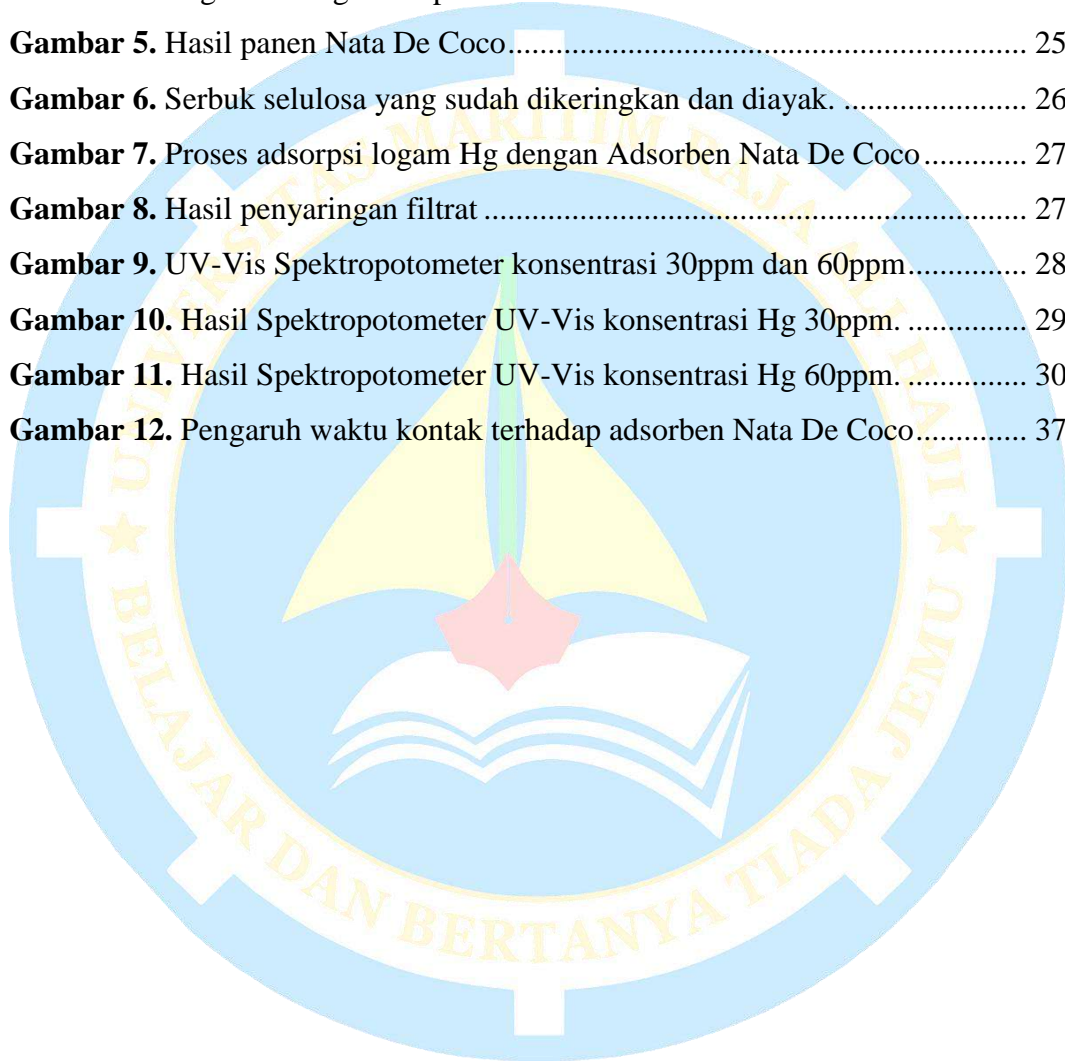 Gambar 5. Hasil panen Nata De Coco.................................................................................. 25
Gambar 6. Serbuk selulosa yang sudah dikeringkan dan diayak. ............................. 26
Gambar 7. Proses adsorpsi logam Hg dengan Adsorben Nata De Coco ................ 27
Gambar 8. Hasil penyaringan filtrat ...................................................................................... 27
Gambar 9. UV-Vis Spektropotometer konsentrasi 30ppm dan 60ppm................... 28
Gambar 10. Hasil Spektropotometer UV-Vis konsentrasi Hg 30ppm. ................... 29
Gambar 11. Hasil Spektropotometer UV-Vis konsentrasi Hg 60ppm. ................... 30
Gambar 12. Pengaruh waktu kontak terhadap adsorben Nata De Coco.............. 37
UNIVERSITAS MARITIM RAJA ALI HAJI
BELAJAR DAN BERTANYA TIADA JEMU